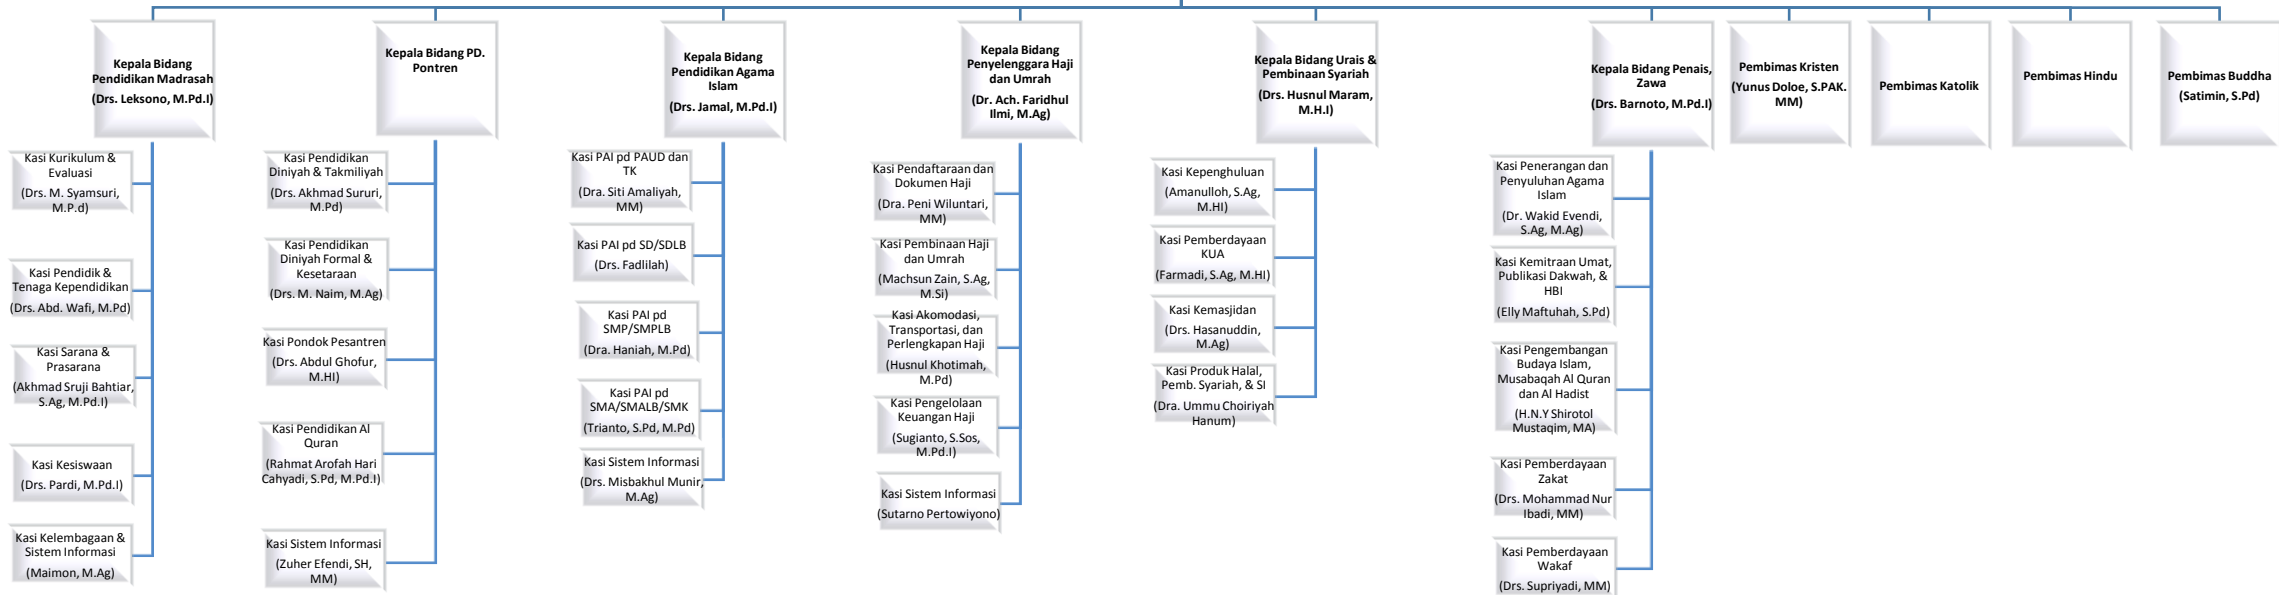 Kepala Bidang
Pendidikan Madrasah
(Drs. Leksono, M.Pd.I)
Kasi Kurikulum &
Evaluasi
(Drs. M. Syamsuri,
M.P.d)
Kasi Pendidik &
Tenaga Kependidikan
(Drs. Abd. Wafi, M.Pd)
Kasi Sarana &
Prasarana
(Akhmad Sruji Bahtiar,
S.Ag, M.Pd.I)
Kasi Kesiswaan
(Drs. Pardi, M.Pd.I)
Kasi Kelembagaan &
Sistem Informasi
(Maimon, M.Ag)
Kepala Bidang PD.
Pontren
Kasi Pendidikan
Diniyah & Takmiliyah
(Drs. Akhmad Sururi,
M.Pd)
Kasi Pendidikan
Diniyah Formal &
Kesetaraan
(Drs. M. Naim, M.Ag)
Kasi Pondok Pesantren
(Drs. Abdul Ghofur,
M.HI)
Kasi Pendidikan Al
Quran
(Rahmat Arofah Hari
Cahyadi, S.Pd, M.Pd.I)
Kasi Sistem Informasi
(Zuher Efendi, SH,
MM)
Kepala Bidang
Pendidikan Agama
Islam
(Drs. Jamal, M.Pd.I)
Kasi PAI pd PAUD dan
TK
(Dra. Siti Amaliyah,
MM)
Kasi PAI pd SD/SDLB
(Drs. Fadlilah)
Kasi PAI pd
SMP/SMPLB
(Dra. Haniah, M.Pd)
Kasi PAI pd
SMA/SMALB/SMK
(Trianto, S.Pd, M.Pd)
Kasi Sistem Informasi
(Drs. Misbakhul Munir,
M.Ag)
Kepala Bidang
Penyelenggara Haji
dan Umrah
(Dr. Ach. Faridhul
Ilmi, M.Ag)
Kasi Pendaftaraan dan
Dokumen Haji
(Dra. Peni Wiluntari,
MM)
Kasi Pembinaan Haji
dan Umrah
(Machsun Zain, S.Ag,
M.Si)
Kasi Akomodasi,
Transportasi, dan
Perlengkapan Haji
(Husnul Khotimah,
M.Pd)
Kasi Pengelolaan
Keuangan Haji
(Sugianto, S.Sos,
M.Pd.I)
Kasi Sistem Informasi
(Sutarno Pertowiyono)
Kepala Bidang Urais &
Pembinaan Syariah
(Drs. Husnul Maram,
M.H.I)
Kasi Kepenghuluan
(Amanulloh, S.Ag,
M.HI)
Kasi Pemberdayaan
KUA
(Farmadi, S.Ag, M.HI)
Kasi Kemasjidan
(Drs. Hasanuddin,
M.Ag)
Kasi Produk Halal,
Pemb. Syariah, & SI
(Dra. Ummu Choiriyah
Hanum)
Kepala Bidang Penais,
Zawa
(Drs. Barnoto, M.Pd.I)
Kasi Penerangan dan
Penyuluhan Agama
Islam
(Dr. Wakid Evendi,
S.Ag, M.Ag)
Kasi Kemitraan Umat,
Publikasi Dakwah, &
HBI
(Elly Maftuhah, S.Pd)
Kasi Pengembangan
Budaya Islam,
Musabaqah Al Quran
dan Al Hadist
(H.N.Y Shirotol
Mustaqim, MA)
Kasi Pemberdayaan
Zakat
(Drs. Mohammad Nur
Ibadi, MM)
Kasi Pemberdayaan
Wakaf
(Drs. Supriyadi, MM)
Pembimas Kristen
(Yunus Doloe, S.PAK.
MM)
Pembimas Katolik
Pembimas Hindu
Pembimas Buddha
(Satimin, S.Pd)